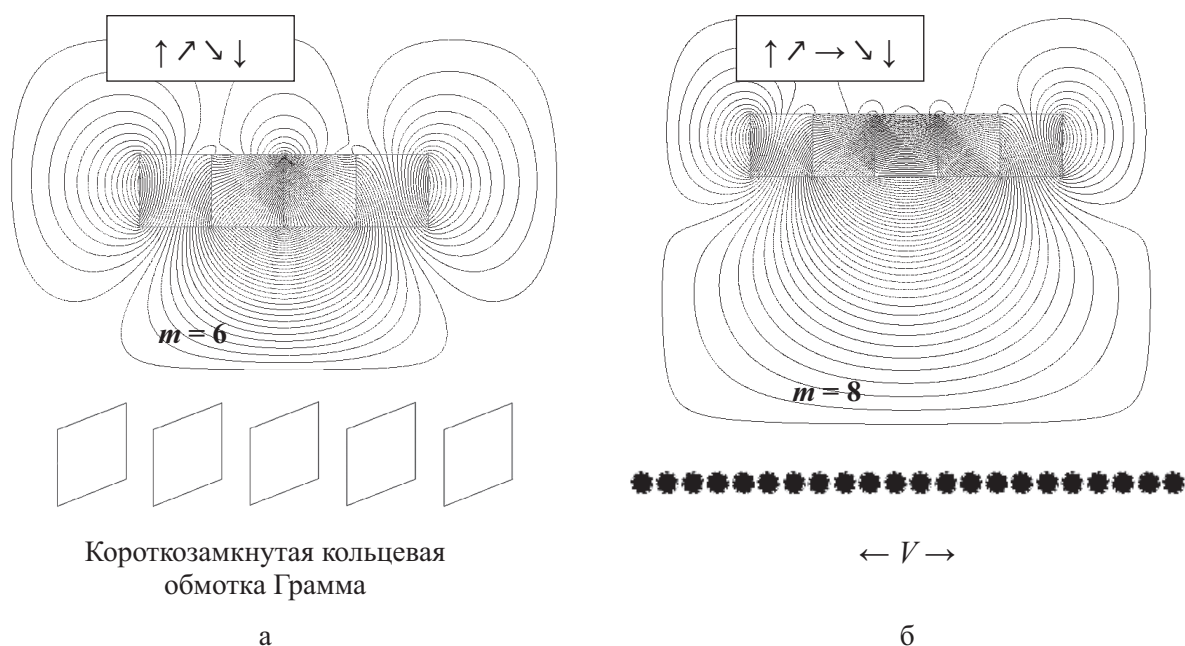 ↑ ↗ ↘ ↓
↑ ↗ → ↘ ↓
m = 6
m = 8
Короткозамкнутая кольцевая
обмотка Грамма
← V →
а
б